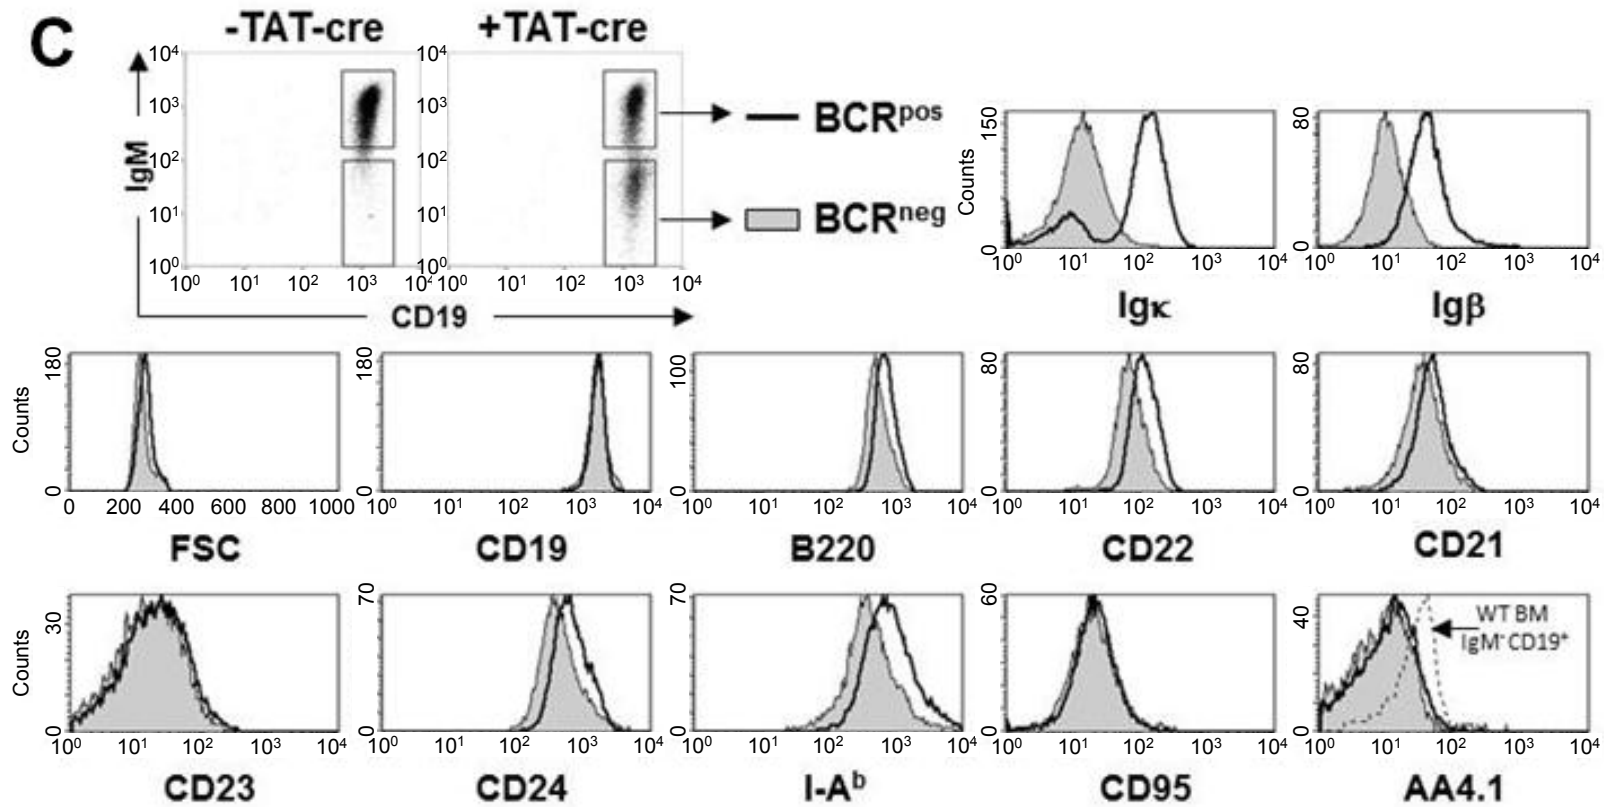 C
-TAT-cre +TAT-cre
10⁴ 10³ 10² 10¹ 10⁰
10⁴ 10³ 10² 10¹ 10⁰
IgM
10⁰ 10¹ 10² 10³ 10²
10⁰ 10¹ 10² 10³ 10⁴
CD19
BCRpos
BCRneg
Counts
150 0
10⁰ 10¹ 10² 10³ 10⁴
Igκ
80 0
10⁰ 10¹ 10² 10³ 10⁴
Igβ
Counts
180 0
0 200 400 600 800 1000
FSC
180 0
10⁰ 10¹ 10² 10³ 10⁴
CD19
100 0
10⁰ 10¹ 10² 10³ 10⁴
B220
80 0
10⁰ 10¹ 10² 10³ 10⁴
CD22
80 0
10⁰ 10¹ 10² 10³ 10⁴
CD21
Counts
30 0
10⁰ 10¹ 10² 10³ 10⁴
CD23
70 0
10⁰ 10¹ 10² 10³ 10⁴
CD24
70 0
10⁰ 10¹ 10² 10³ 10⁴
I-Aᵇ
60 0
10⁰ 10¹ 10² 10³ 10⁴
CD95
40 0
WT BM
IgM⁻CD19⁺
10⁰ 10¹ 10² 10³ 10⁴
AA4.1